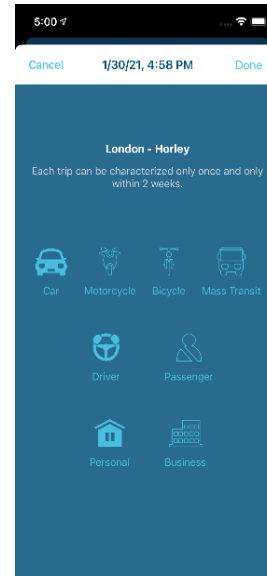 5:00
Cancel 1/30/21, 4:58 PM Done
London - Horley
Each trip can be characterized only once and only
within 2 weeks.
Car Motorcycle Bicycle Mass Transit
Driver Passenger
Personal Business